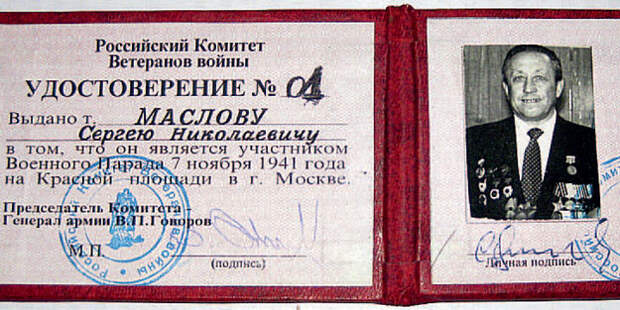 Российский Комитет
Ветеранов войны
УДОСТОВЕРЕНИЕ № 01
Выдано т. МАСЛОВУ
Сергею Николаевичу
в том, что он является участником
Военного Парада 7 ноября 1941 года
на Красной площади в г. Москве.
Председатель Комитета -
Генерал армии В.Л.Говоров
М.П.
(подпись)
Личная подпись